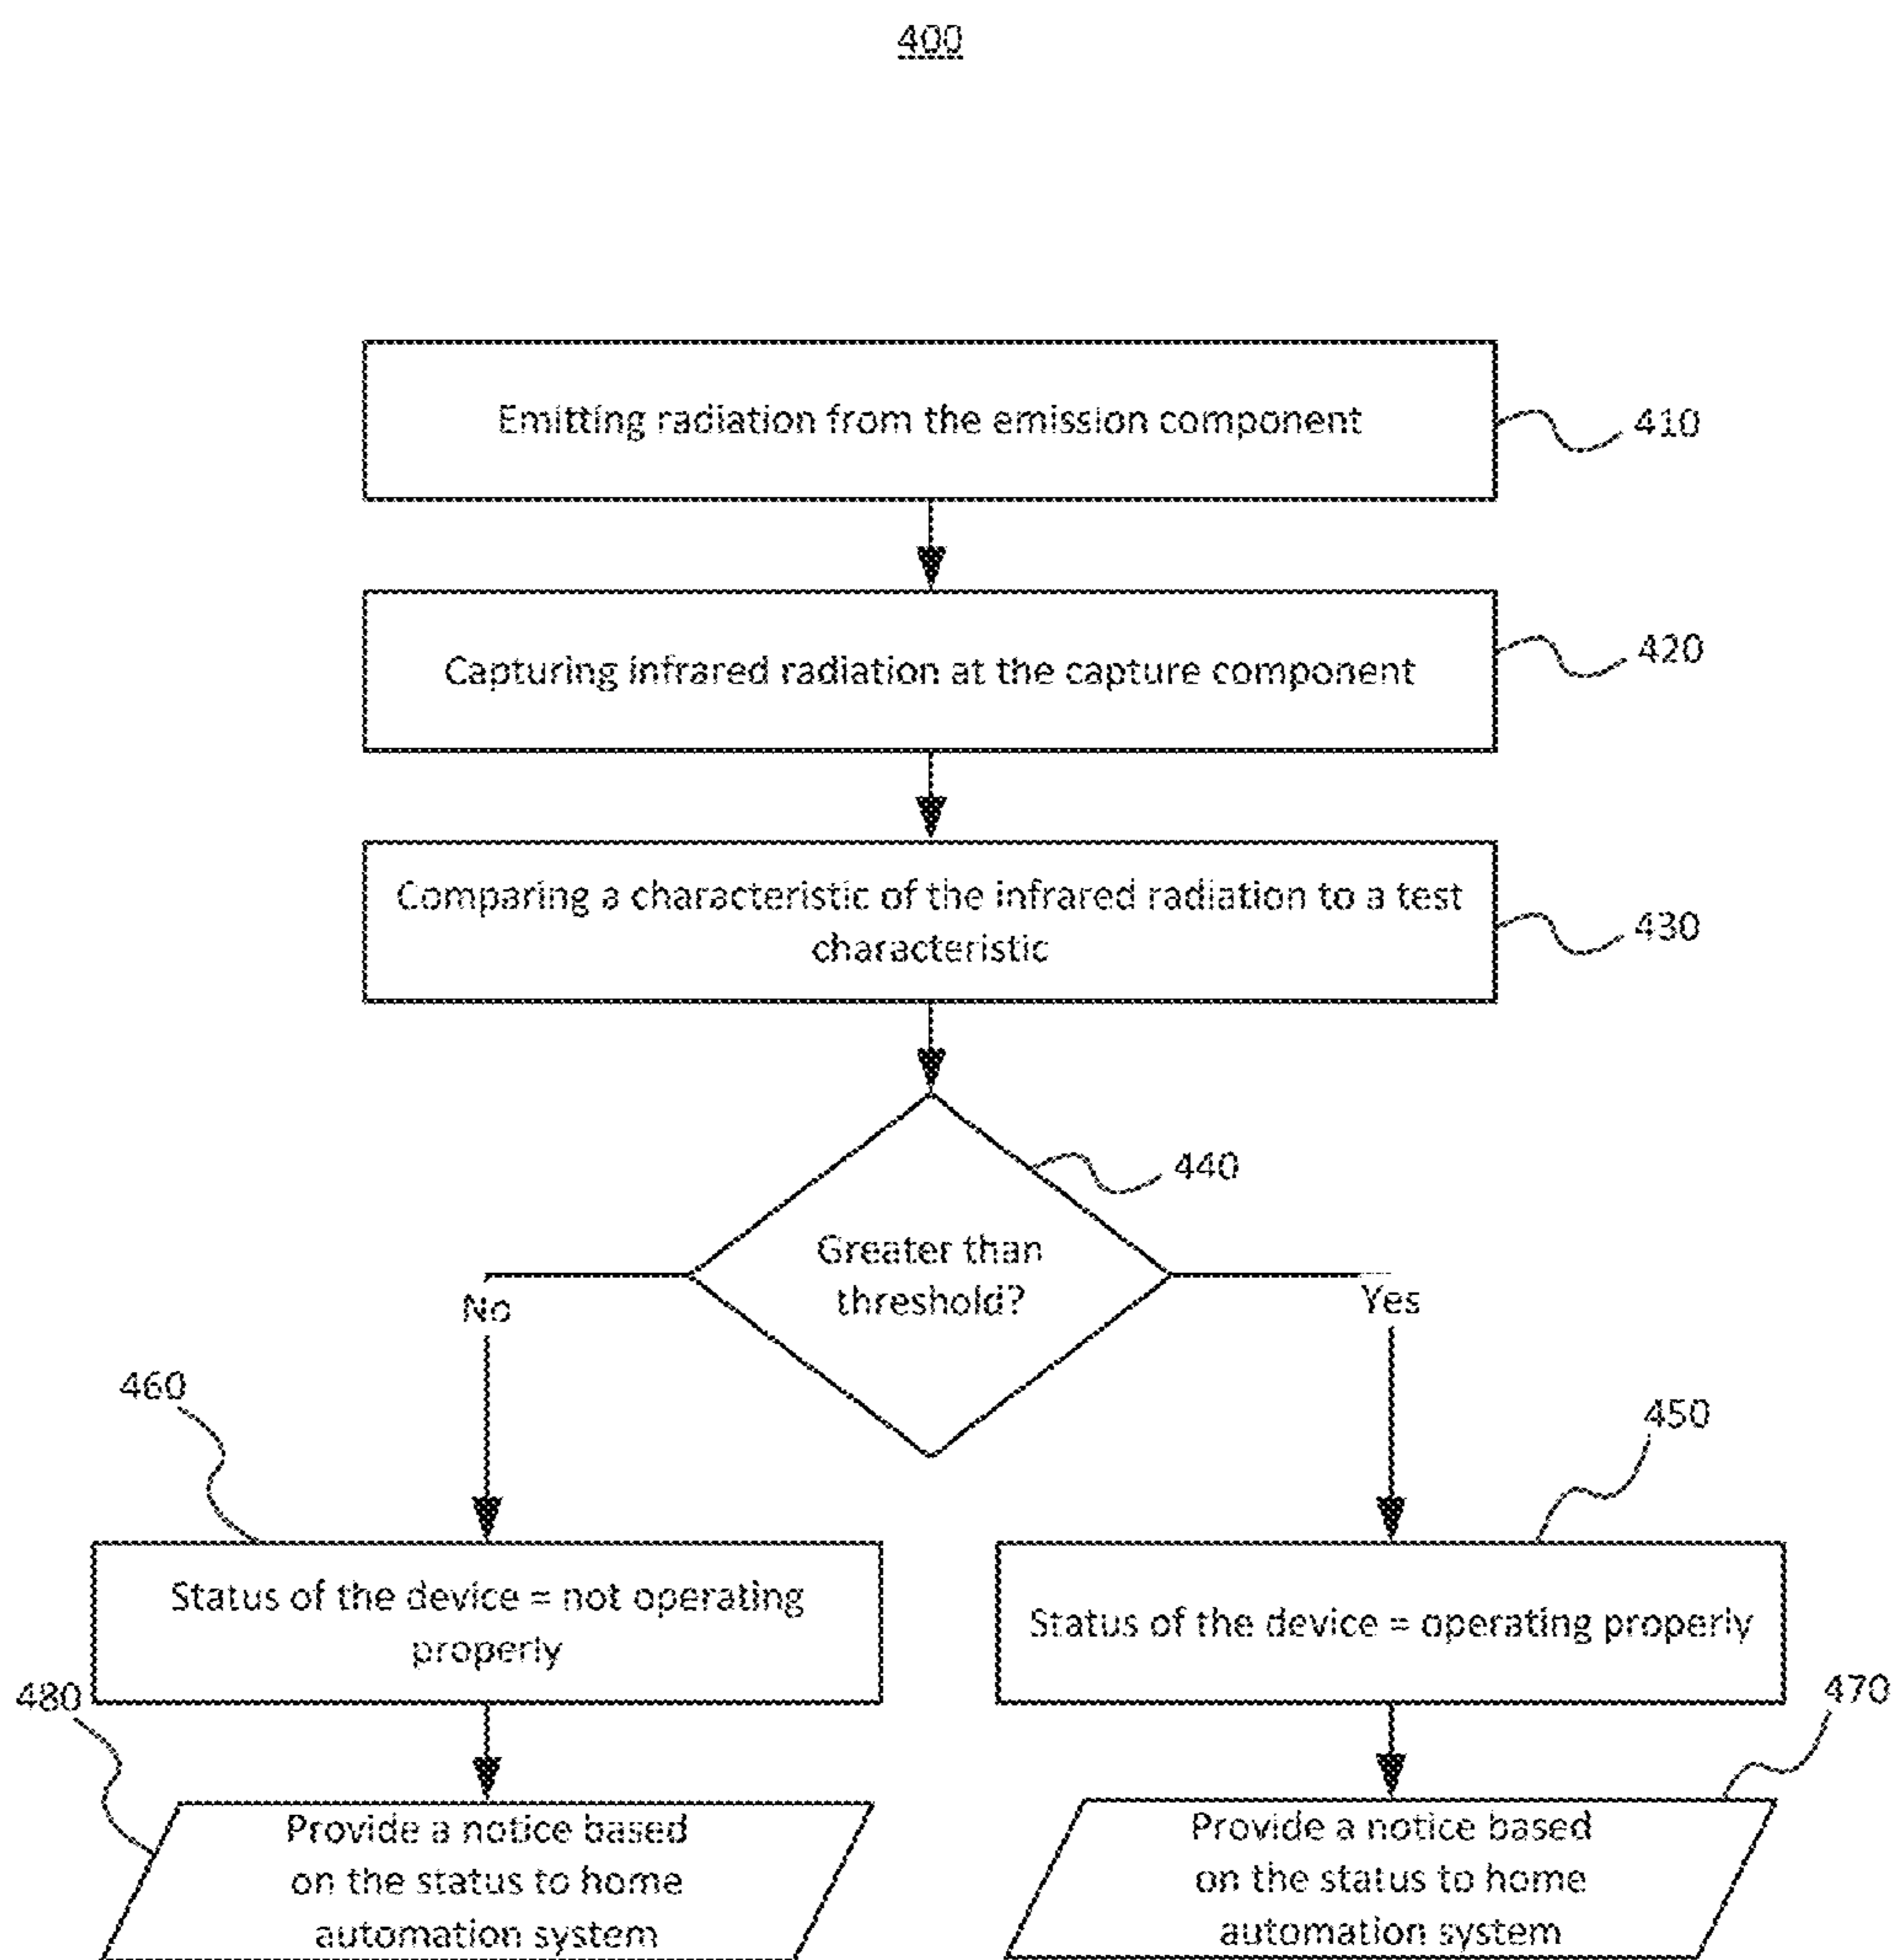 400
Emitting radiation from the emission component
410
Capturing infrared radiation at the capture component
420
Comparing a characteristic of the infrared radiation to a test
characteristic
430
440
Greater than
threshold?
No
Yes
460
450
Status of the device = not operating
properly
Status of the device = operating properly
480
470
Provide a notice based
on the status to home
automation system
Provide a notice based
on the status to home
automation system